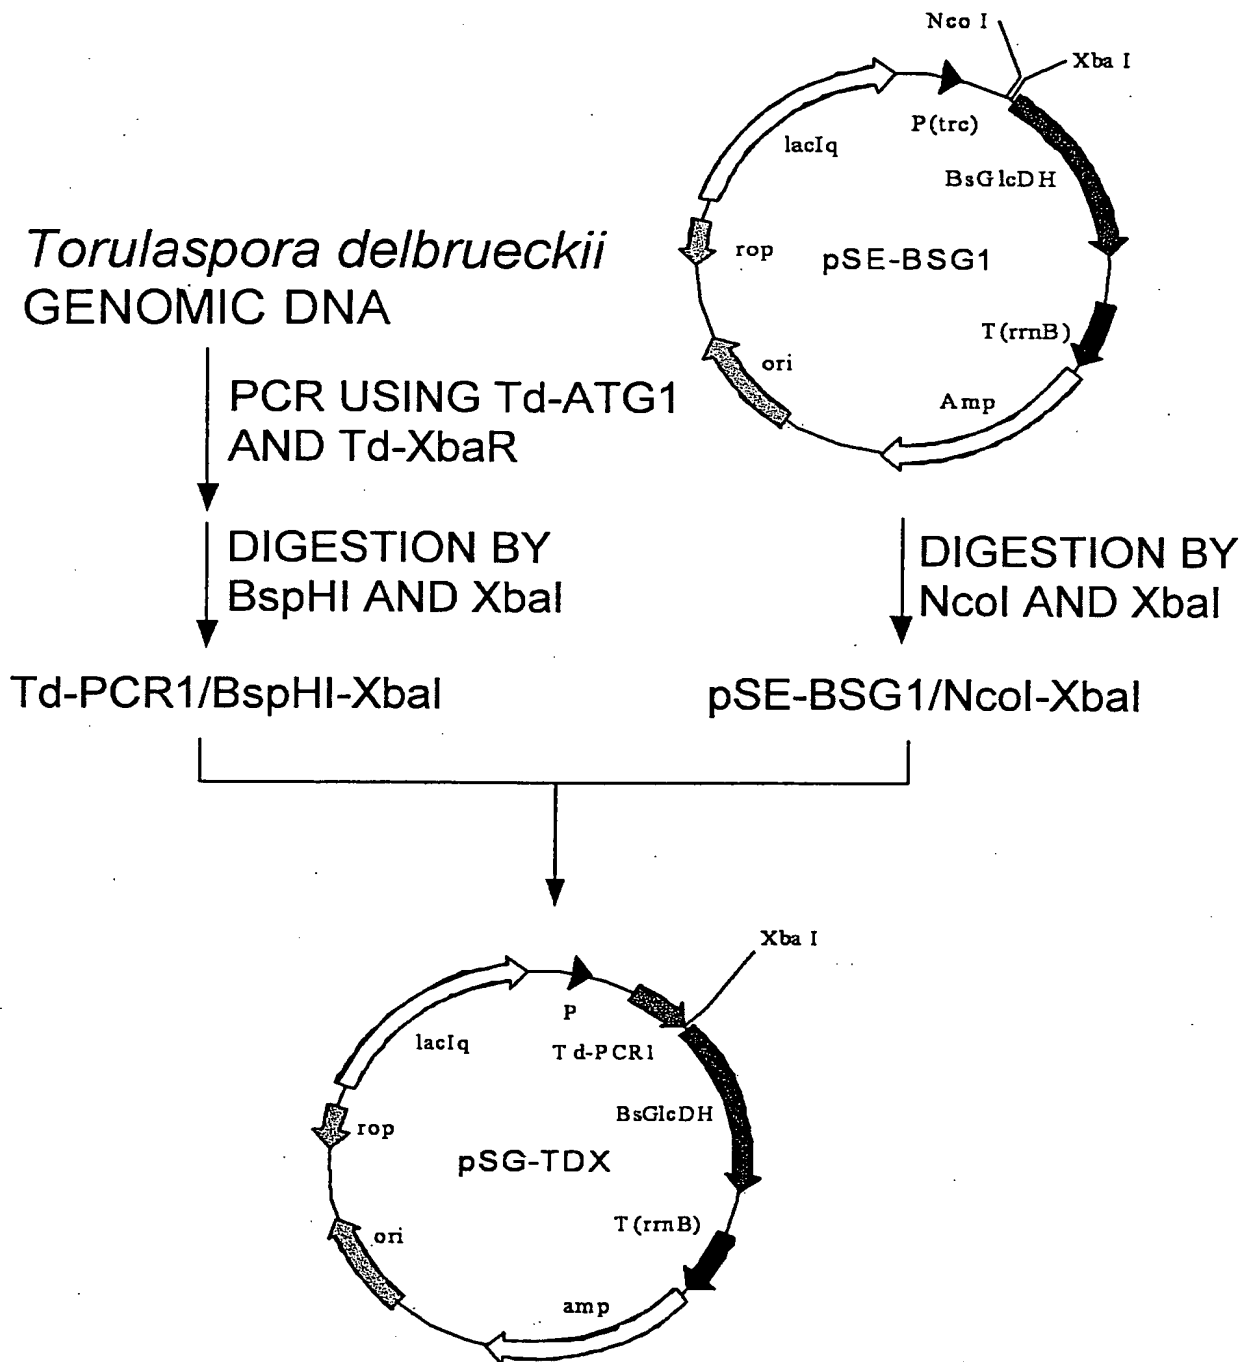 Nco I
Xba I
P(trc)
lacIq
BsGlcDH
rop
pSE-BSG1
T(rrnB)
ori
Amp
Torulaspora delbrueckii
GENOMIC DNA
PCR USING Td-ATG1
AND Td-XbaR
DIGESTION BY
BspHI AND XbaI
DIGESTION BY
NcoI AND XbaI
Td-PCR1/BspHI-XbaI
pSE-BSG1/NcoI-XbaI
Xba I
P
lacIq
Td-PCR1
BsGlcDH
rop
pSG-TDX
T(rrnB)
ori
amp